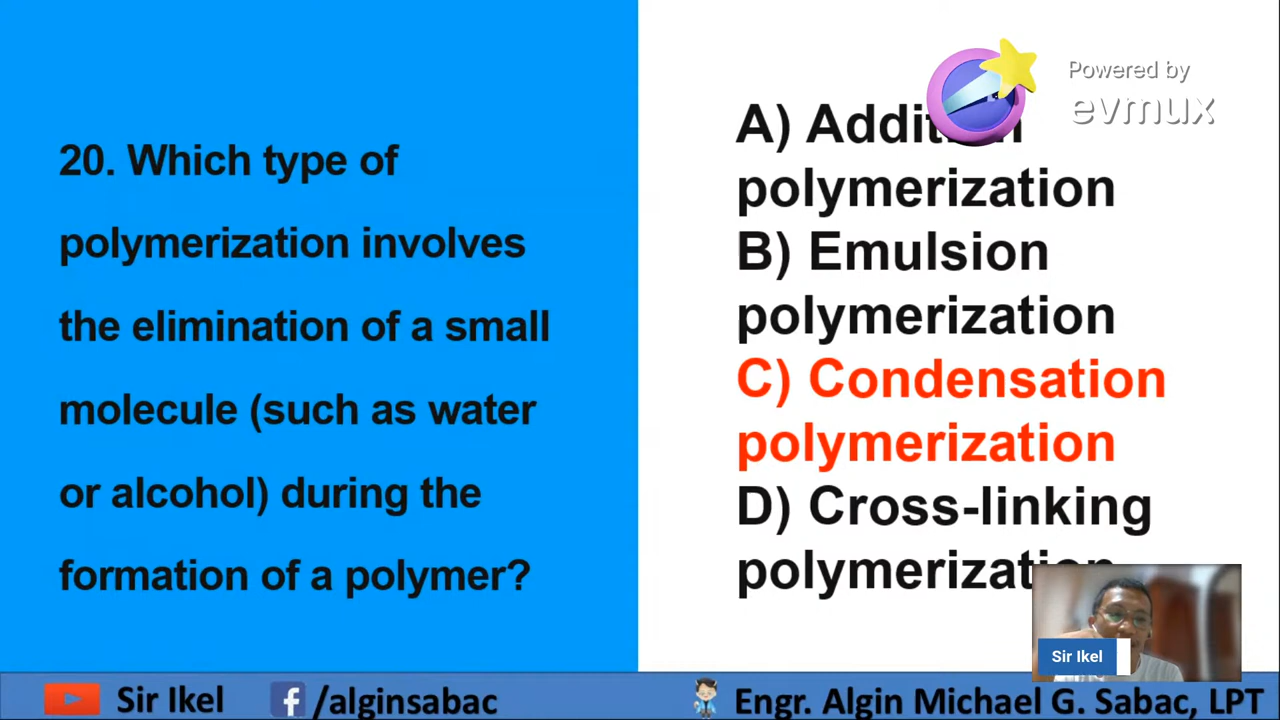 20. Which type of
polymerization involves
the elimination of a small
molecule (such as water
or alcohol) during the
formation of a polymer?
Powered by
evmux
A)
polymerization
B) Emulsion
polymerization
C) Condensation
polymerization
D) Cross-linking
Sir Ikel
Sir Ikel
/alginsabac
Engr. Algin Michael G. Sabac, LPT